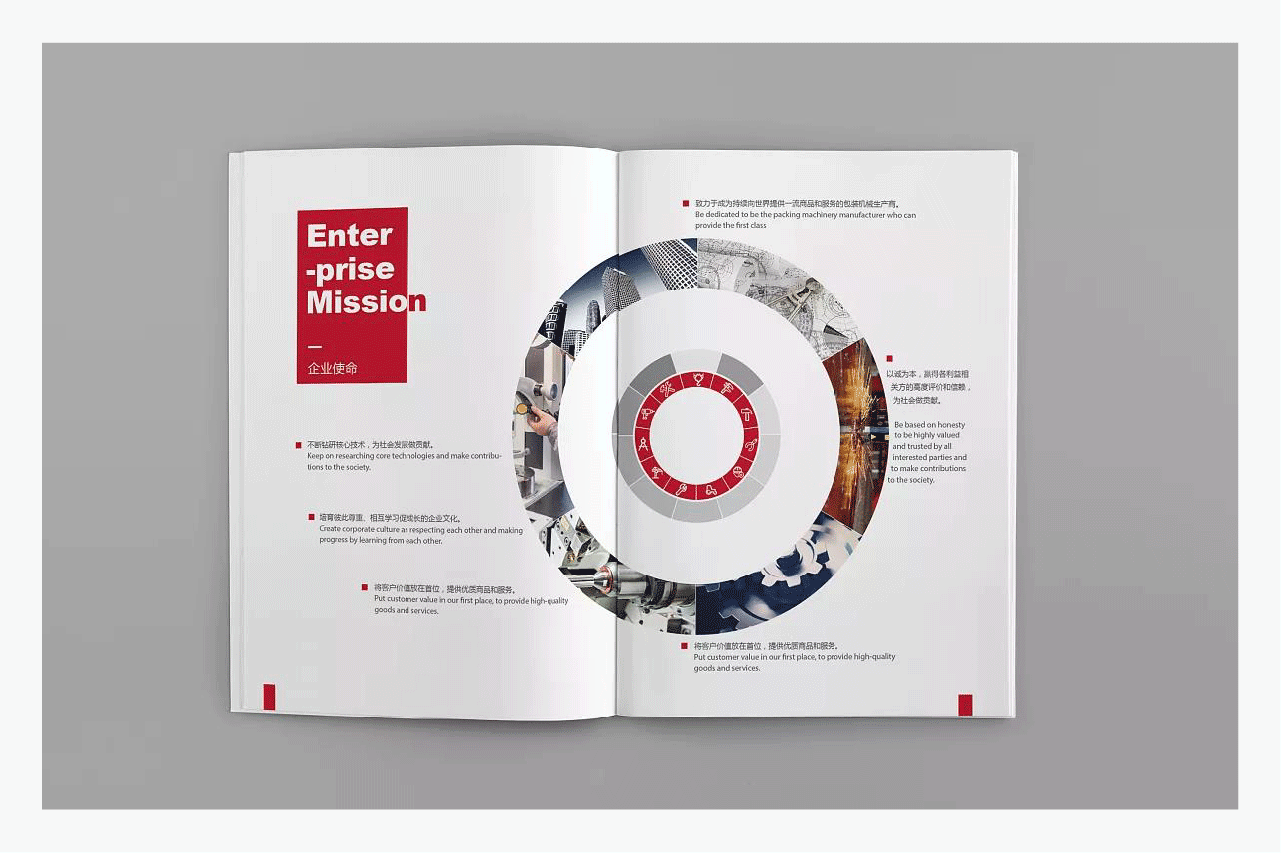 Enter
-prise
Mission
企业使命
不断钻研核心技术，为社会发展做贡献。
Keep on researching core technologies and make contribu-
tions to the society.
培育彼此尊重、相互学习促成长的企业文化。
Create corporate culture as respecting each other and making
progress by learning from each other.
将客户价值放在首位，提供优质商品和服务。
Put customer value in our first place, to provide high-quality
goods and services.
致力于成为持续向世界提供一流商品和服务的包装机械生产商。
Be dedicated to be the packing machinery manufacturer who can
provide the first class
以诚为本，赢得各利益相
关方的高度评价和信赖，
为社会做贡献。
Be based on honesty
to be highly valued
and trusted by all
interested parties and
to make contributions
to the society.
将客户价值放在首位，提供优质商品和服务。
Put customer value in our first place, to provide high-quality
goods and services.